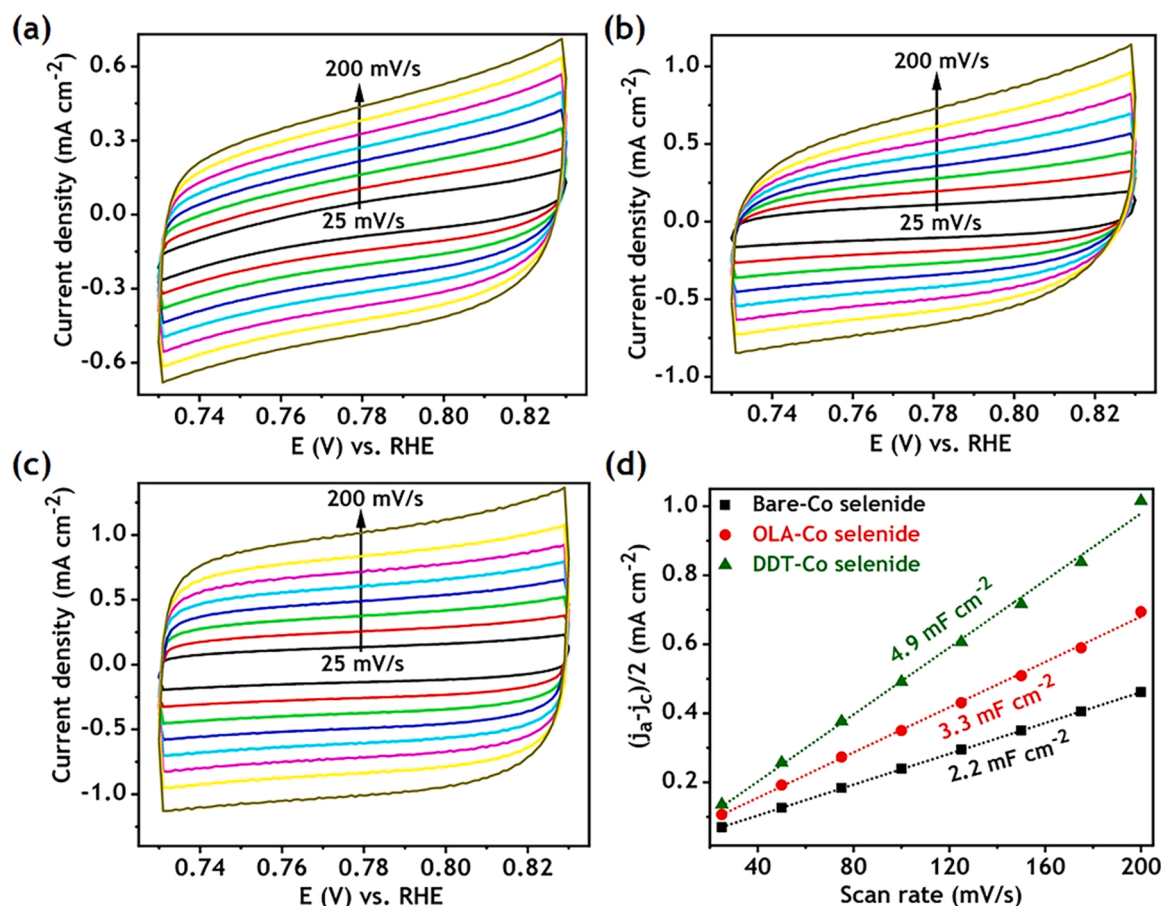 (a)
Current density (mA cm⁻²)
0.6
0.3
0.0
-0.3
-0.6
200 mV/s
25 mV/s
0.74 0.76 0.78 0.80 0.82
E (V) vs. RHE
(b)
Current density (mA cm⁻²)
1.0
0.5
0.0
-0.5
-1.0
200 mV/s
25 mV/s
0.74 0.76 0.78 0.80 0.82
E (V) vs. RHE
(c)
Current density (mA cm⁻²)
1.0
0.5
0.0
-0.5
-1.0
200 mV/s
25 mV/s
0.74 0.76 0.78 0.80 0.82
E (V) vs. RHE
(d)
(jₐ-j_C)/2 (mA cm⁻²)
1.0
0.8
0.6
0.4
0.2
Bare-Co selenide
OLA-Co selenide
DDT-Co selenide
4.9 mF cm⁻²
3.3 mF cm⁻²
2.2 mF cm⁻²
40 80 120 160 200
Scan rate (mV/s)